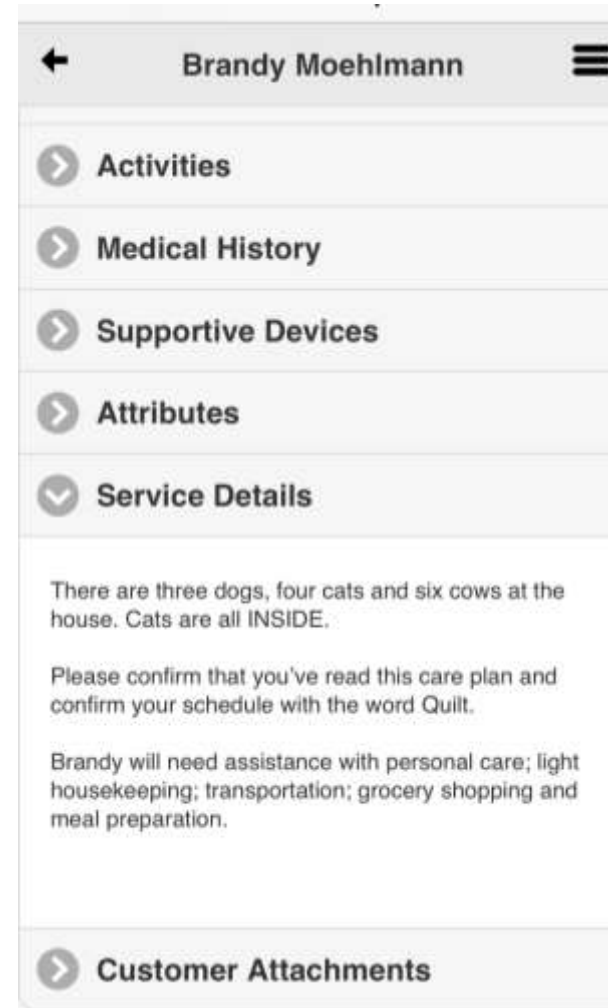 Brandy Moehlmann
Activities
Medical History
Supportive Devices
Attributes
Service Details
There are three dogs, four cats and six cows at the
house. Cats are all INSIDE.
Please confirm that you've read this care plan and
confirm your schedule with the word Quilt.
Brandy will need assistance with personal care; light
housekeeping; transportation; grocery shopping and
meal preparation.
Customer Attachments